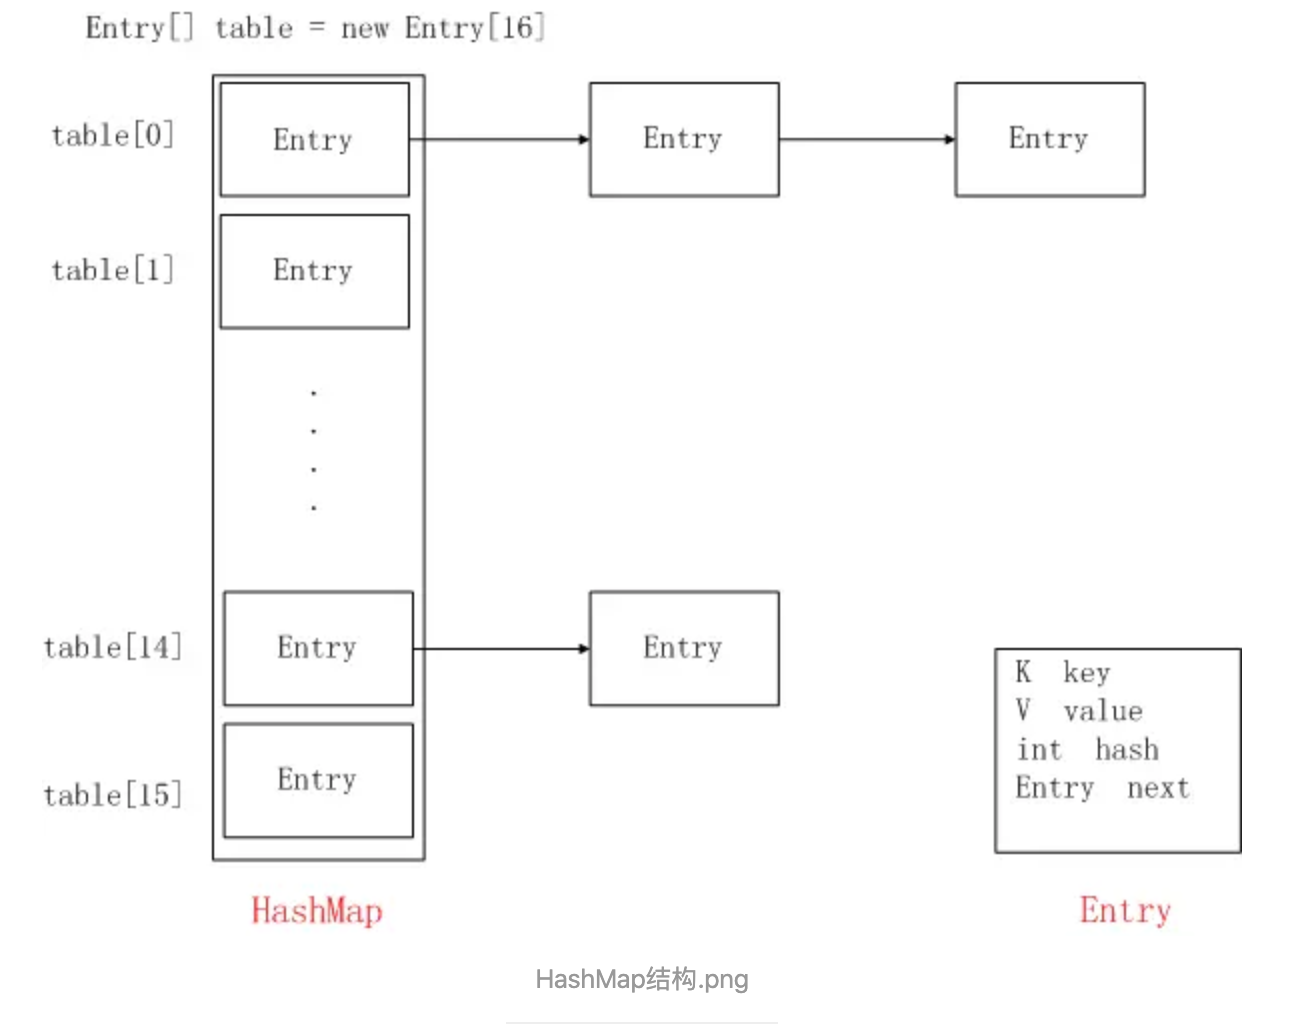 Entry[] table = new Entry[16]
table[0]
Entry
Entry
Entry
table[1]
Entry
table[14]
Entry
Entry
table[15]
Entry
K key
V value
int hash
Entry next
HashMap
Entry
HashMap结构.png